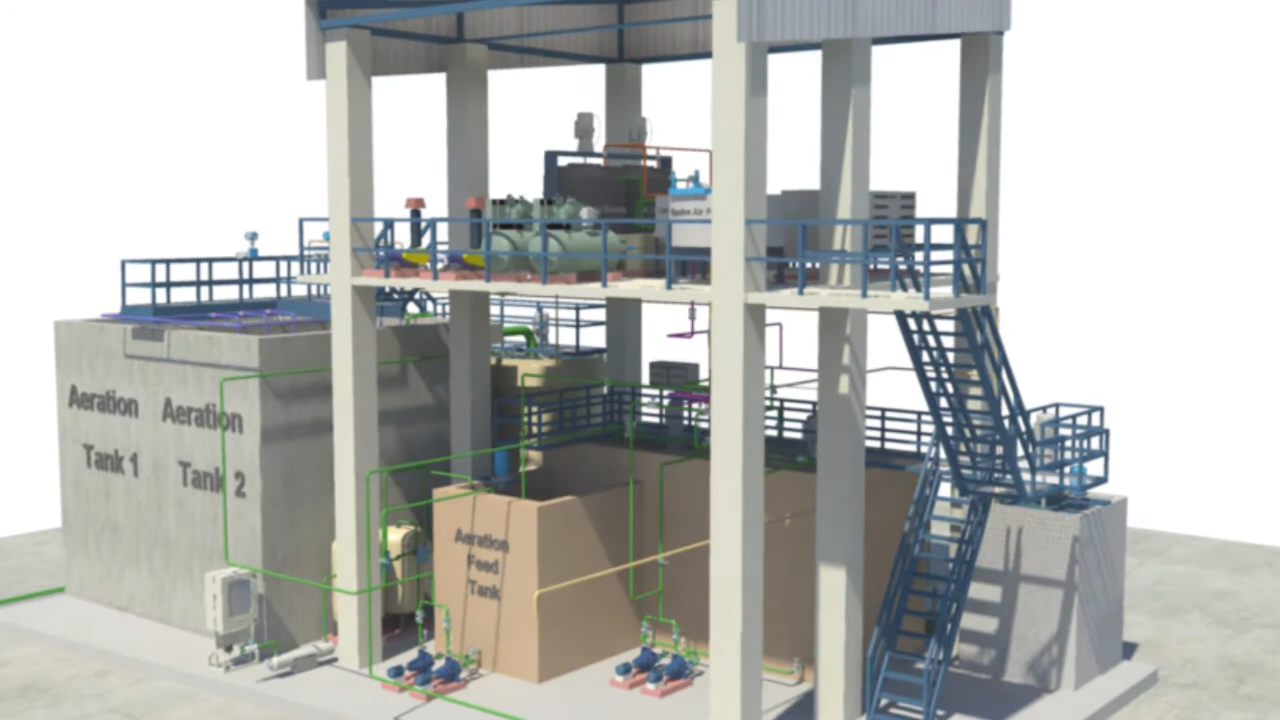 Aeration
Tank 1
Aeration
Tank 2
Aeration
Feed
Tank